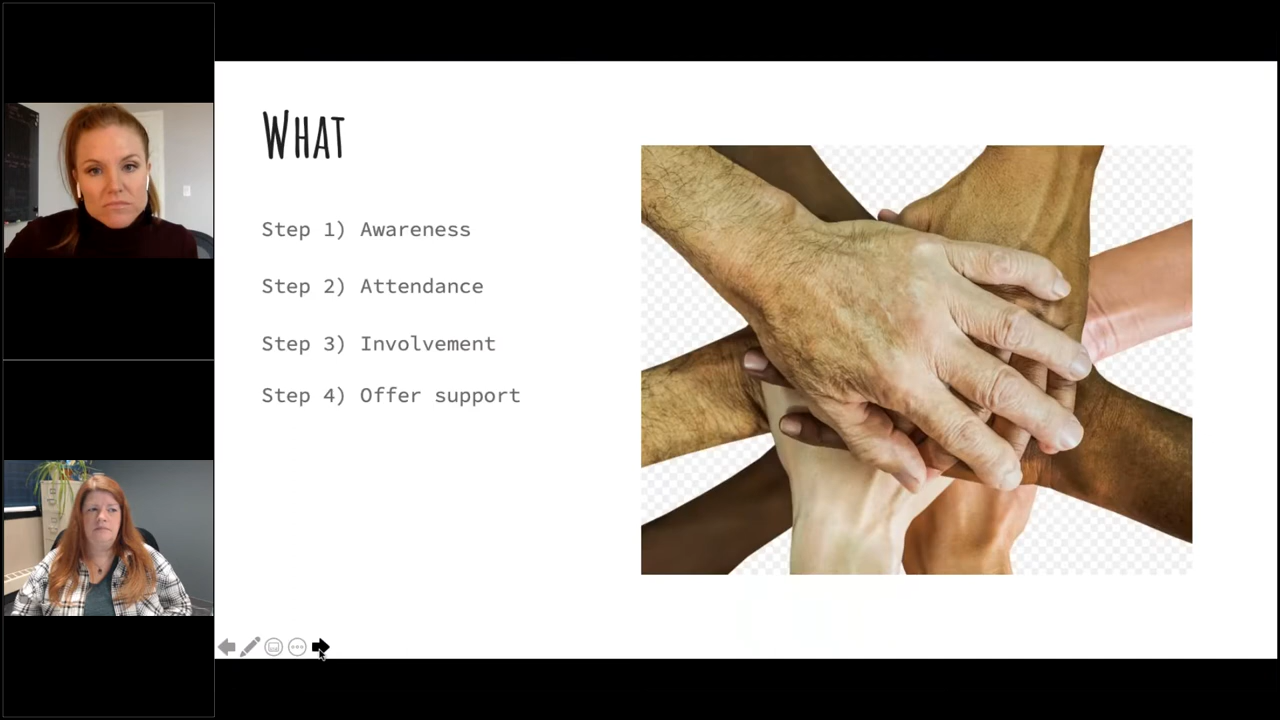 WHAT
Step 1) Awareness
Step 2) Attendance
Step 3) Involvement
Step 4) Offer support